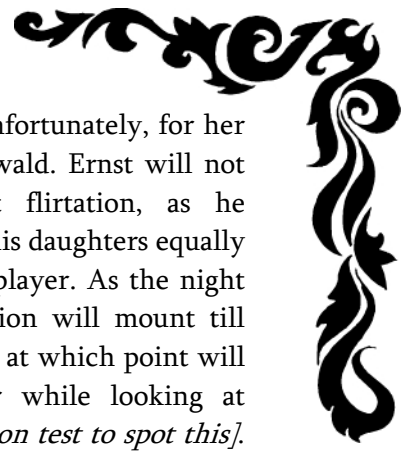 nfortunately, for her
wald. Ernst will not
flirtation, as he
his daughters equally
player. As the night
ion will mount till
at which point will
while looking at
on test to spot this].